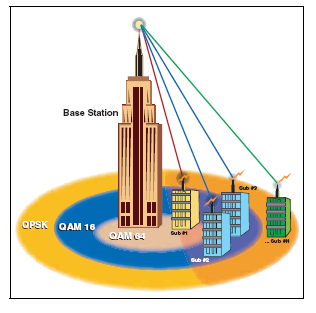 Base Station
Sub #3
QPSK
QAM 16
QAM 64
Sub #1
... Sub #N
Sub #2